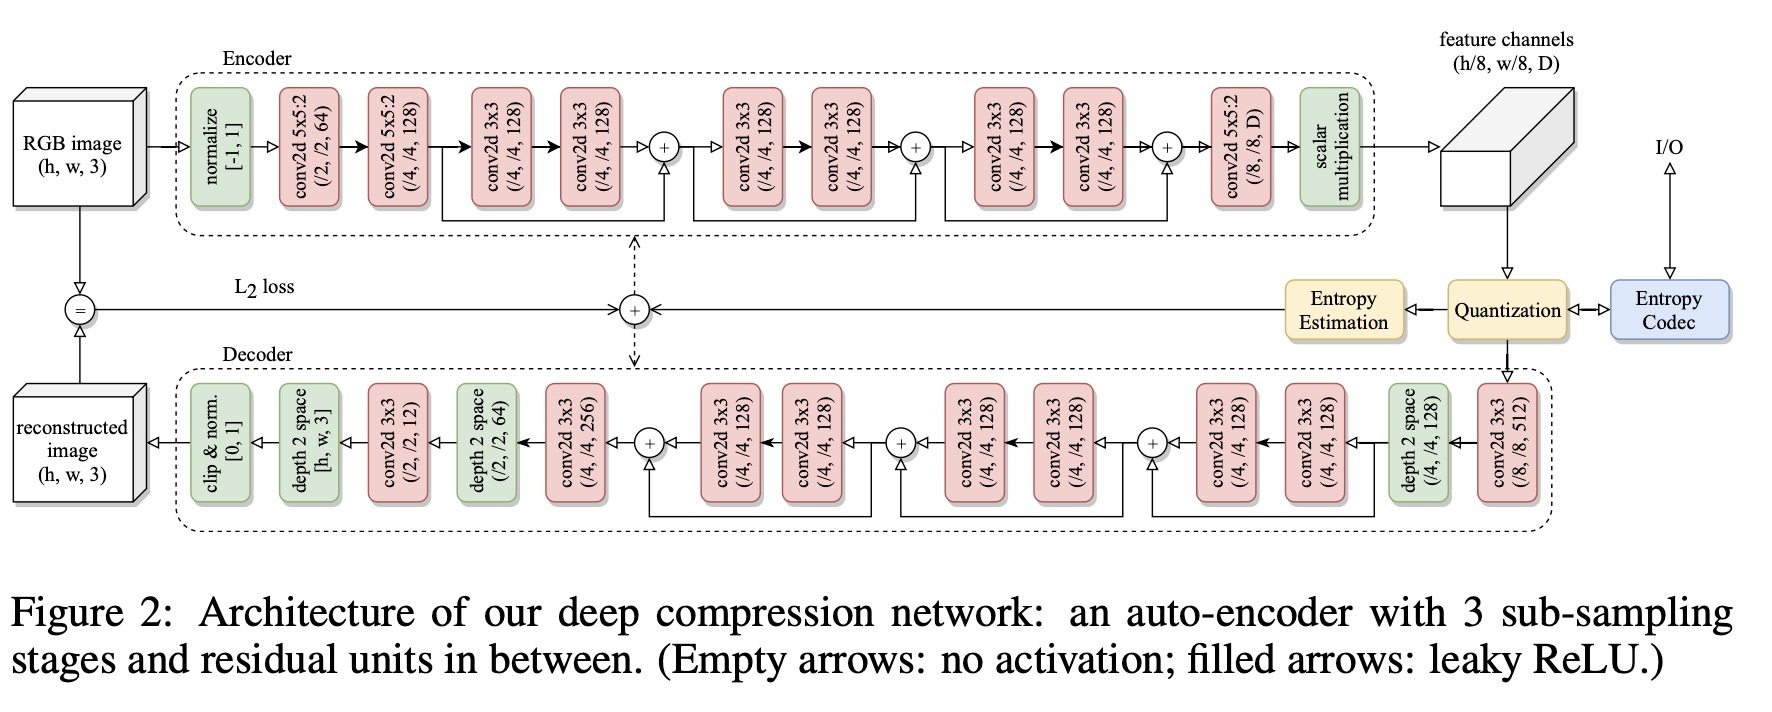 feature channels
(h/8, w/8, D)
Encoder
RGB image
(h, w, 3)
normalize
[-1, 1]
conv2d 5x5:2
(/2, /2, 64)
conv2d 5x5:2
(/4, /4, 128)
conv2d 3x3
(/4, /4, 128)
conv2d 3x3
(/4, /4, 128)
+
conv2d 3x3
(/4, /4, 128)
conv2d 3x3
(/4, /4, 128)
+
conv2d 3x3
(/4, /4, 128)
conv2d 3x3
(/4, /4, 128)
+
conv2d 5x5:2
(/8, /8, D)
scalar
multiplication
I/O
=
L2 loss
+
Entropy
Estimation
Quantization
Entropy
Codec
Decoder
reconstructed
image
(h, w, 3)
clip & norm.
[0, 1]
depth 2 space
[h, w, 3]
conv2d 3x3
(/2, /2, 12)
depth 2 space
(/2, /2, 64)
conv2d 3x3
(/4, /4, 256)
+
conv2d 3x3
(/4, /4, 128)
conv2d 3x3
(/4, /4, 128)
+
conv2d 3x3
(/4, /4, 128)
conv2d 3x3
(/4, /4, 128)
+
conv2d 3x3
(/4, /4, 128)
conv2d 3x3
(/4, /4, 128)
depth 2 space
(/4, /4, 128)
conv2d 3x3
(/8, /8, 512)
Figure 2: Architecture of our deep compression network: an auto-encoder with 3 sub-sampling
stages and residual units in between. (Empty arrows: no activation; filled arrows: leaky ReLU.)